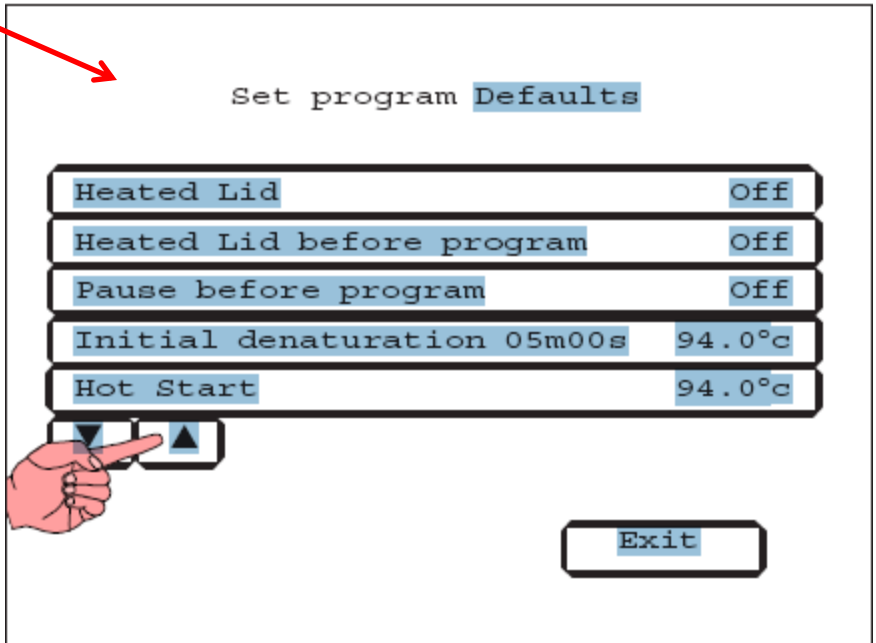 Set program Defaults
Heated Lid Off
Heated Lid before program Off
Pause before program Off
Initial denaturation 05m00s 94.0°c
Hot Start 94.0°c
▼ ▲
Exit